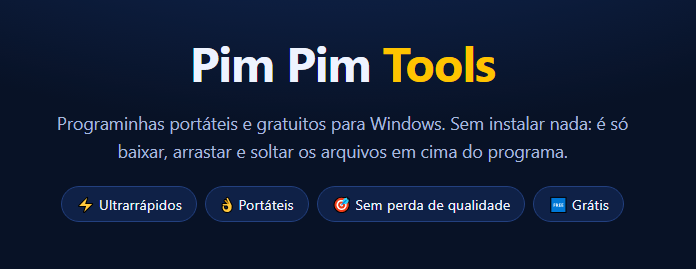 Pim Pim Tools
Programinhas portáteis e gratuitos para Windows. Sem instalar nada: é só
baixar, arrastar e soltar os arquivos em cima do programa.
⚡ Ultrarrápidos 👌 Portáteis 🎯 Sem perda de qualidade 🆓 Grátis